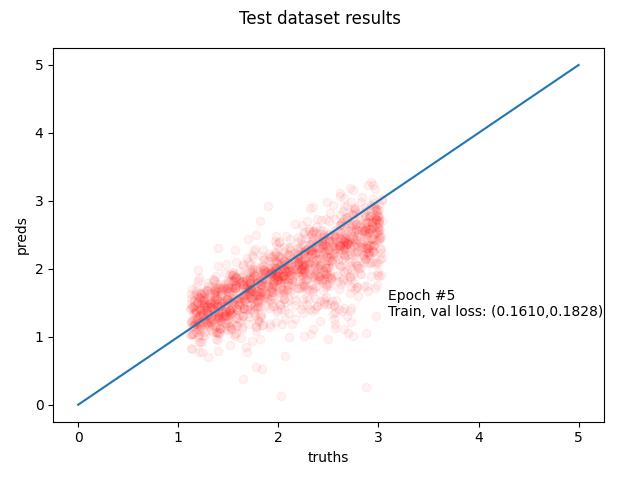 Test dataset results
5
4
3
2
1
0
preds
Epoch #5
Train, val loss: (0.1610,0.1828)
0 1 2 3 4 5
truths